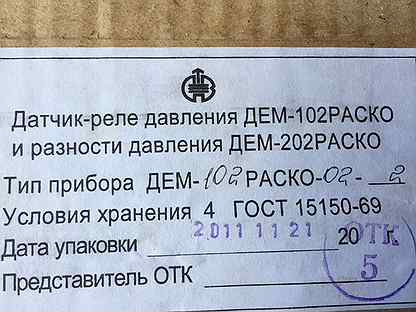 Датчик-реле давления ДЕМ-102РАСКО
и разности давления ДЕМ-202РАСКО
Тип прибора ДЕМ-102РАСКО-02-2
Условия хранения 4 ГОСТ 15150-69
Дата упаковки 2011 11 21 20
Представитель ОТК
ОТК
5